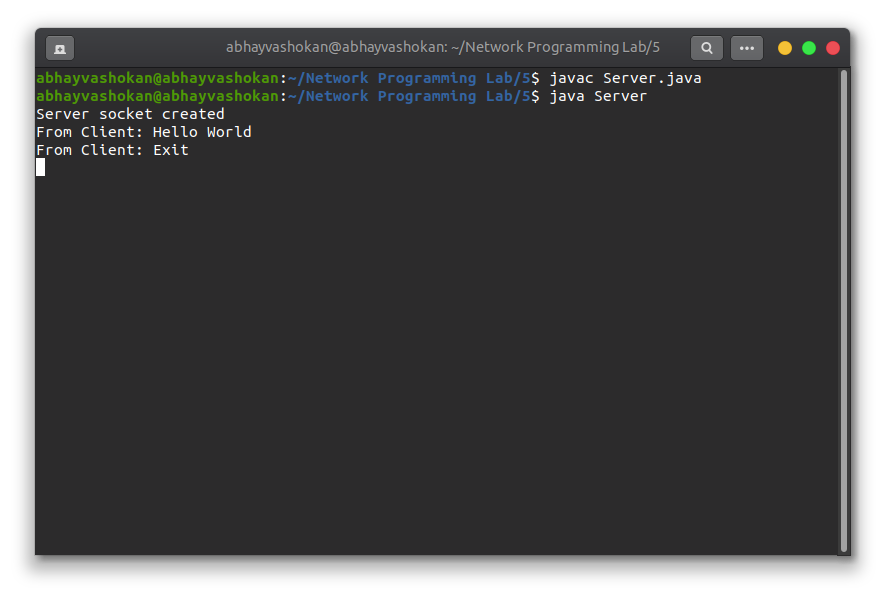 abhayvashokan@abhayvashokan: ~/Network Programming Lab/5
abhayvashokan@abhayvashokan:~/Network Programming Lab/5$ javac Server.java
abhayvashokan@abhayvashokan:~/Network Programming Lab/5$ java Server
Server socket created
From Client: Hello World
From Client: Exit